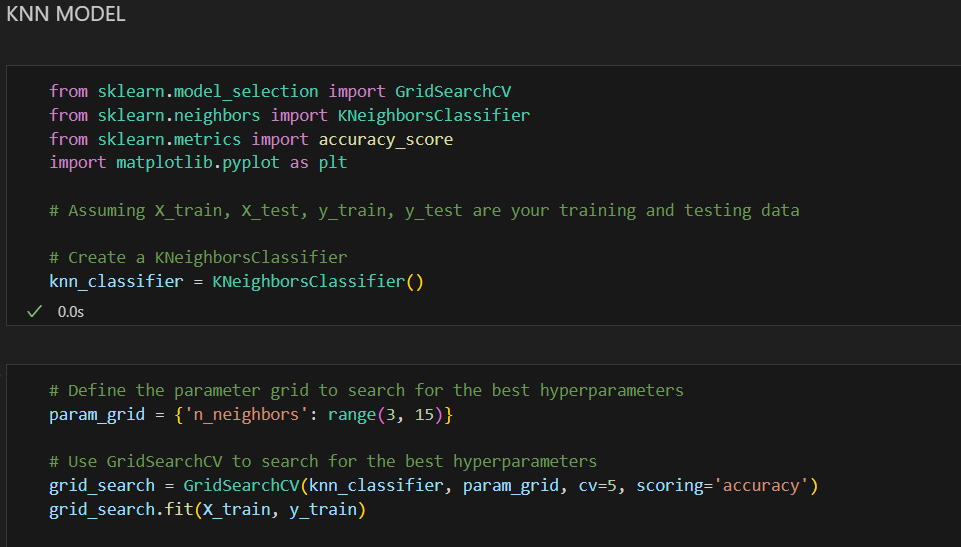 KNN MODEL
from sklearn.model_selection import GridSearchCV
from sklearn.neighbors import KNeighborsClassifier
from sklearn.metrics import accuracy_score
import matplotlib.pyplot as plt
# Assuming X_train, X_test, y_train, y_test are your training and testing data
# Create a KNeighborsClassifier
knn_classifier = KNeighborsClassifier()
0.0s
# Define the parameter grid to search for the best hyperparameters
param_grid = {'n_neighbors': range(3, 15)}
# Use GridSearchCV to search for the best hyperparameters
grid_search = GridSearchCV(knn_classifier, param_grid, cv=5, scoring='accuracy')
grid_search.fit(X_train, y_train)